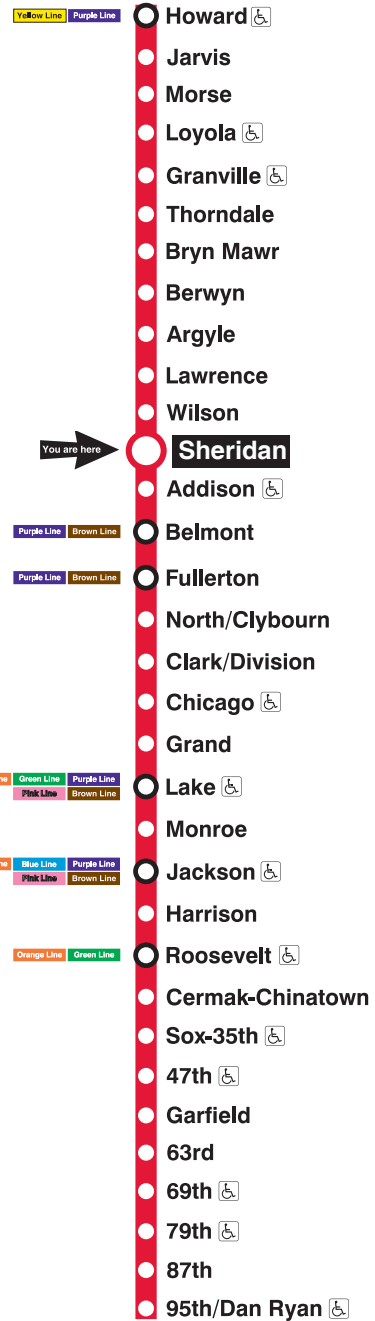 Yellow Line Purple Line Howard
Jarvis
Morse
Loyola
Granville
Thorndale
Bryn Mawr
Berwyn
Argyle
Lawrence
Wilson
You are here Sheridan
Addison
Purple Line Brown Line Belmont
Purple Line Brown Line Fullerton
North/Clybourn
Clark/Division
Chicago
Grand
Green Line Purple Line
Lake
Pink Line Brown Line
Monroe
Blue Line Purple Line
Jackson
Pink Line Brown Line
Harrison
Orange Line Green Line Roosevelt
Cermak-Chinatown
Sox-35th
47th
Garfield
63rd
69th
79th
87th
95th/Dan Ryan